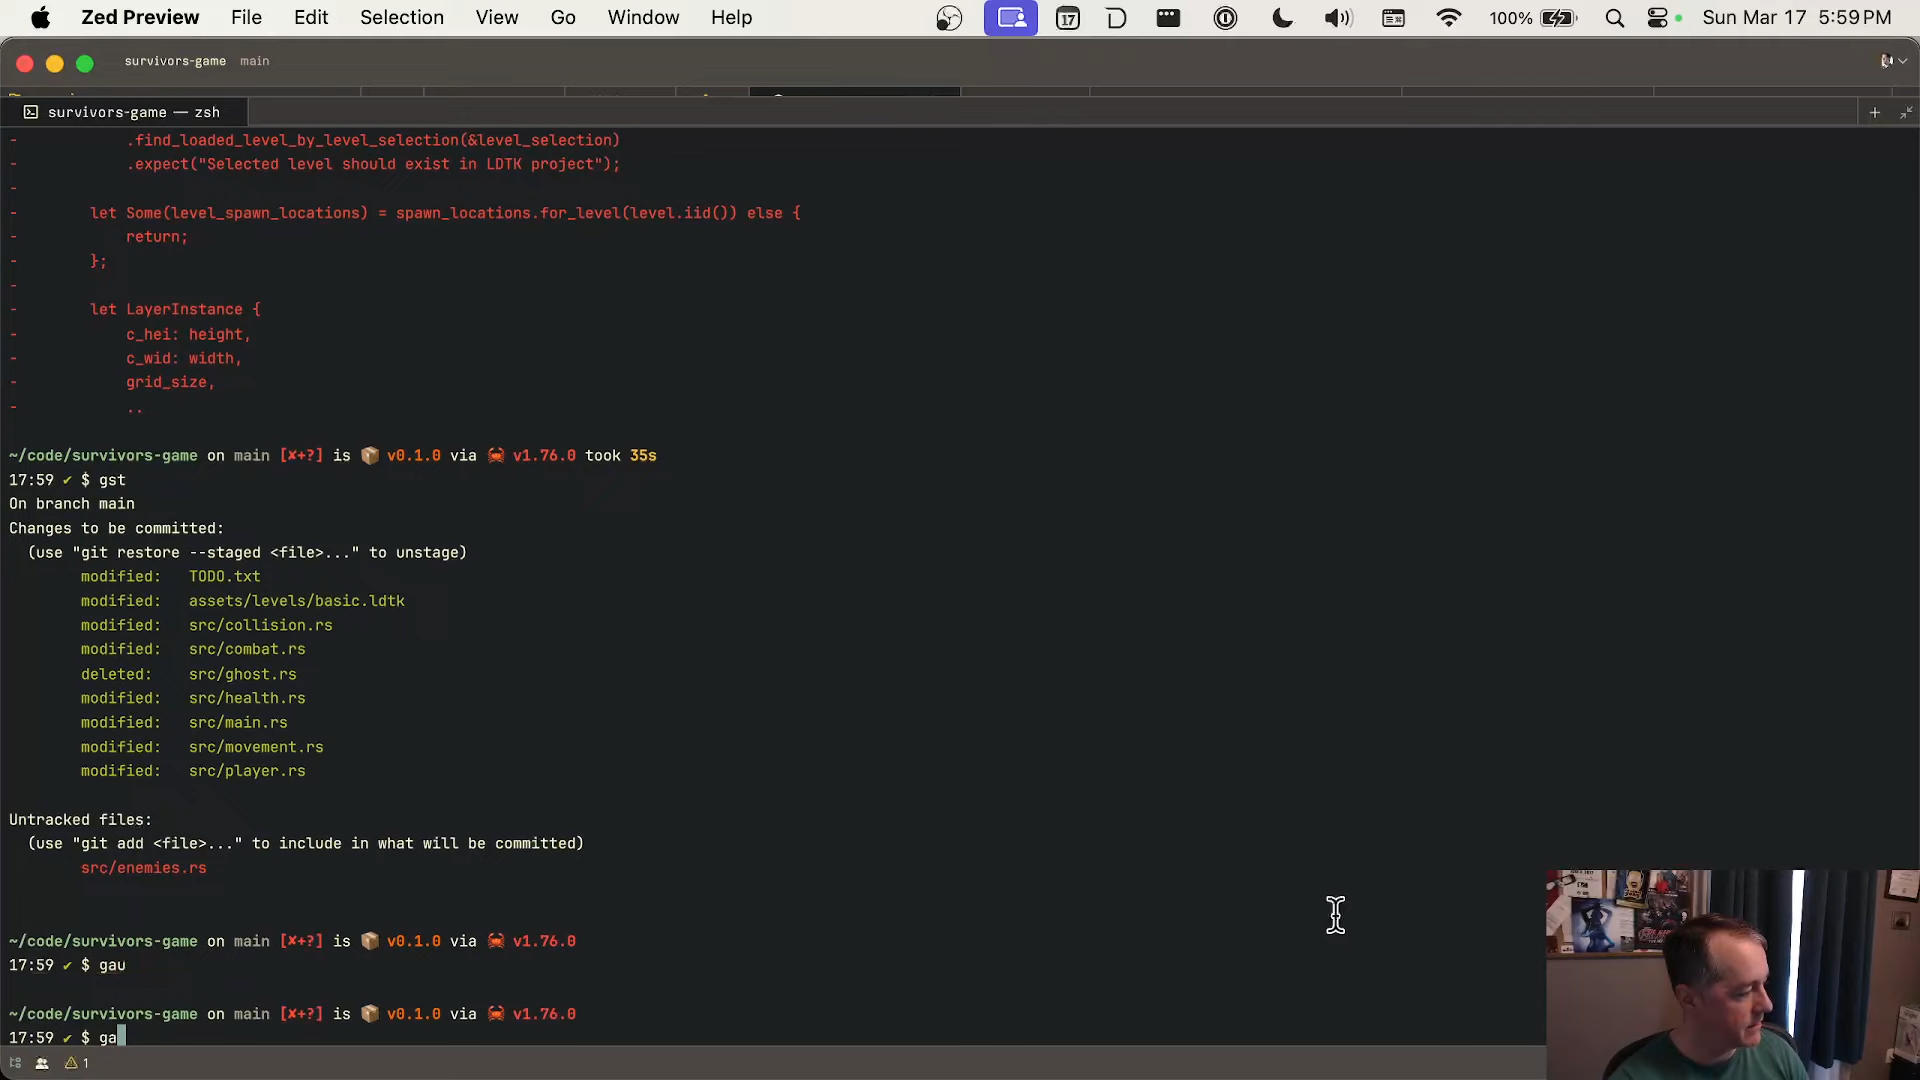 Zed Preview File Edit Selection View Go Window Help 17 100% Sun Mar 17 5:59 PM
survivors-game main
survivors-game — zsh
- .find_loaded_level_by_level_selection(&level_selection)
- .expect("Selected level should exist in LDTK project");
-
- let Some(level_spawn_locations) = spawn_locations.for_level(level.iid()) else {
- return;
- };
-
- let LayerInstance {
- c_hei: height,
- c_wid: width,
- grid_size,
- ..
~/code/survivors-game on main [✘+?] is 📦 v0.1.0 via 🦀 v1.76.0 took 35s
17:59 ✔ $ gst
On branch main
Changes to be committed:
(use "git restore --staged <file>..." to unstage)
modified: TODO.txt
modified: assets/levels/basic.ldtk
modified: src/collision.rs
modified: src/combat.rs
deleted: src/ghost.rs
modified: src/health.rs
modified: src/main.rs
modified: src/movement.rs
modified: src/player.rs
Untracked files:
(use "git add <file>..." to include in what will be committed)
src/enemies.rs
~/code/survivors-game on main [✘+?] is 📦 v0.1.0 via 🦀 v1.76.0
17:59 ✔ $ gau
~/code/survivors-game on main [✘+?] is 📦 v0.1.0 via 🦀 v1.76.0
17:59 ✔ $ ga
1